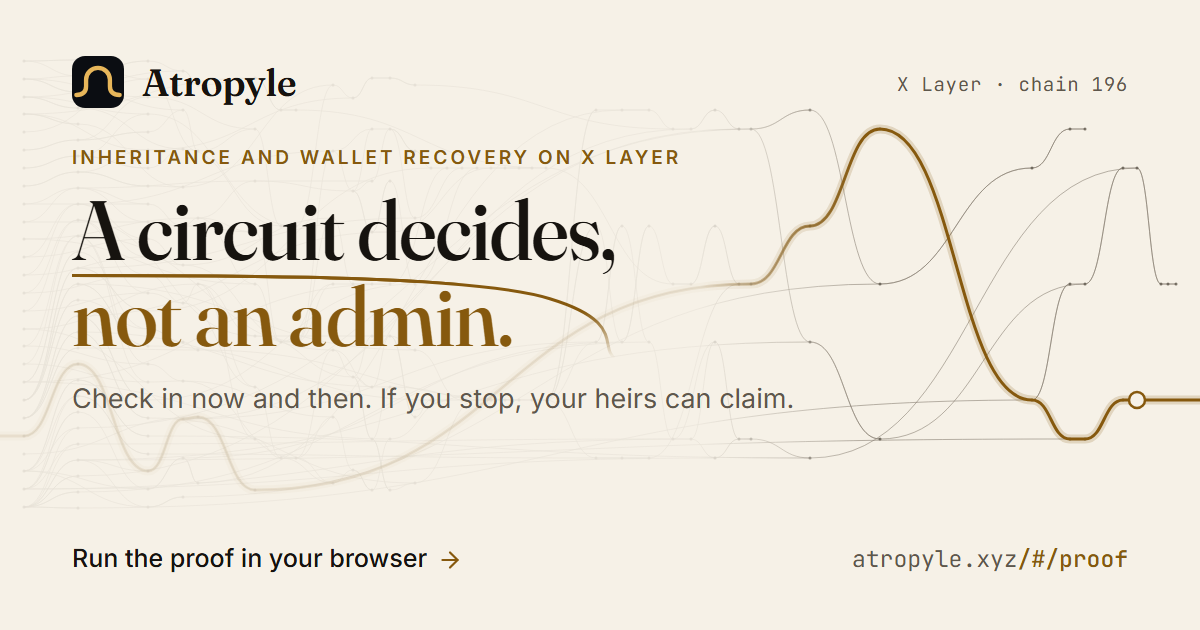 Atropyle
X Layer · chain 196
INHERITANCE AND WALLET RECOVERY ON X LAYER
A circuit decides,
not an admin.
Check in now and then. If you stop, your heirs can claim.
Run the proof in your browser →
atropyle.xyz/#/proof